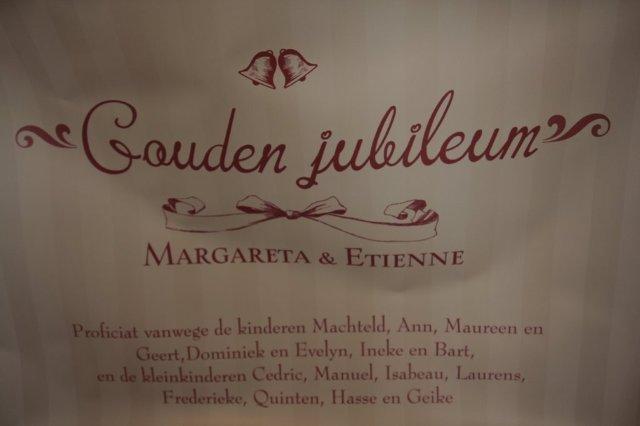 Gouden jubileum
Margareta & Etienne
Proficiat vanwege de kinderen Machteld, Ann, Maureen en
Geert,Dominiek en Evelyn, Ineke en Bart,
en de kleinkinderen Cedric, Manuel, Isabeau, Laurens,
Frederieke, Quinten, Hasse en Geike